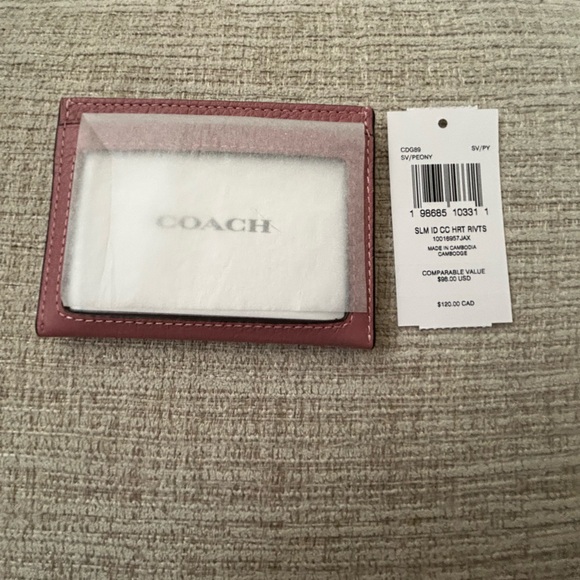 COACH
CDG89 SV/PY
SV/PEONY
1 98685 10331 1
SLM ID CC HRT RIVTS
10016957JAX
MADE IN CAMBODIA
CAMBODGE
COMPARABLE VALUE
$98.00 USD
$120.00 CAD